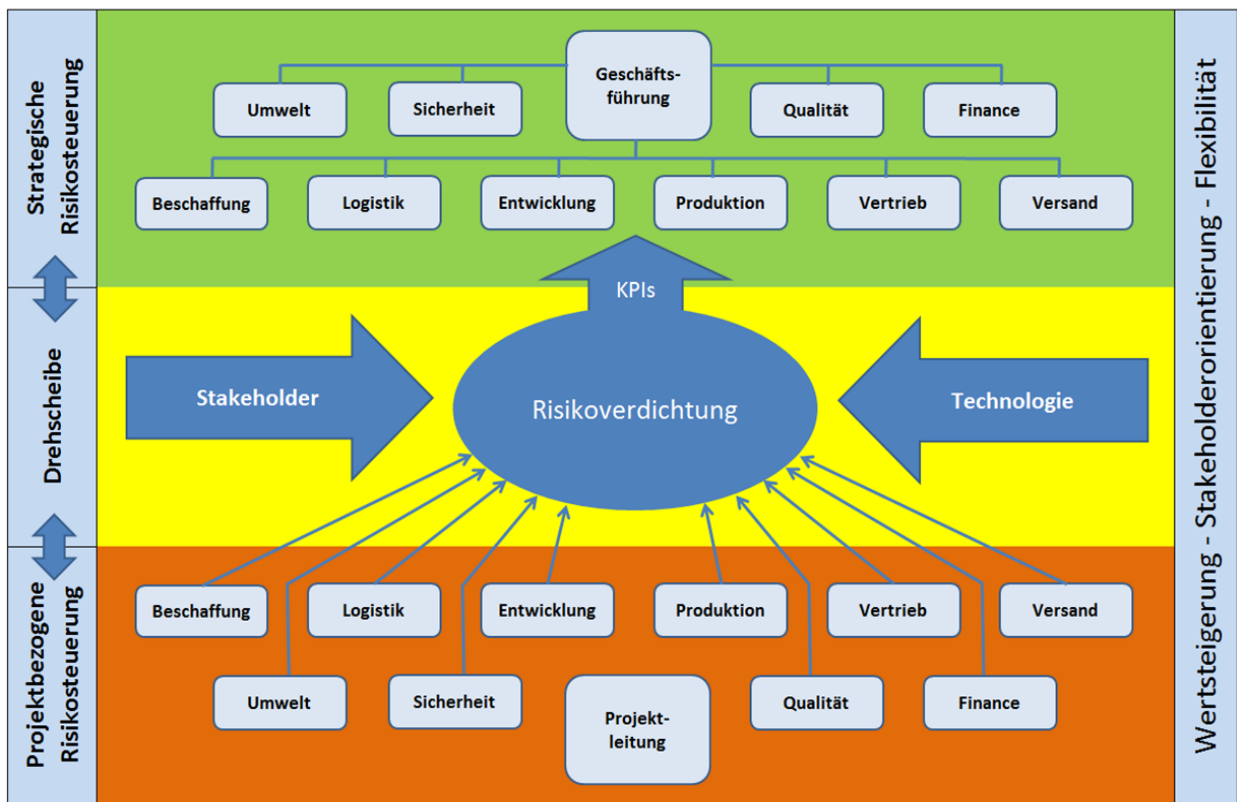 Strategische
Risikosteuerung
Geschäfts-
führung
Umwelt
Sicherheit
Qualität
Finance
Beschaffung
Logistik
Entwicklung
Produktion
Vertrieb
Versand
Drehscheibe
KPIs
Stakeholder
Risikoverdichtung
Technologie
Projektbezogene
Risikosteuerung
Beschaffung
Logistik
Entwicklung
Produktion
Vertrieb
Versand
Umwelt
Sicherheit
Projekt-
leitung
Qualität
Finance
Wertsteigerung - Stakeholderorientierung - Flexibilität